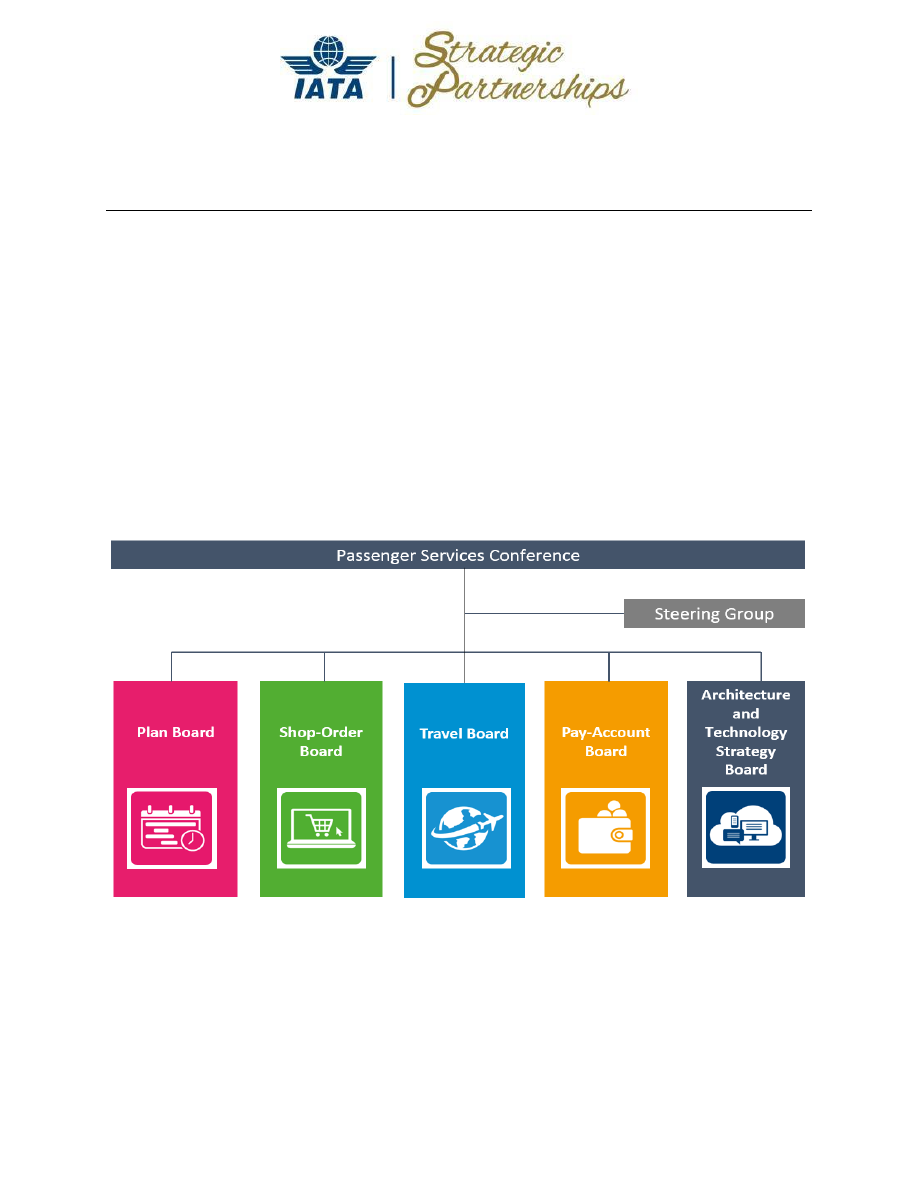 IATA
Strategic
Partnerships
Passenger Services Conference
Steering Group
Plan Board
Shop-Order
Board
Travel Board
Pay-Account
Board
Architecture
and
Technology
Strategy
Board